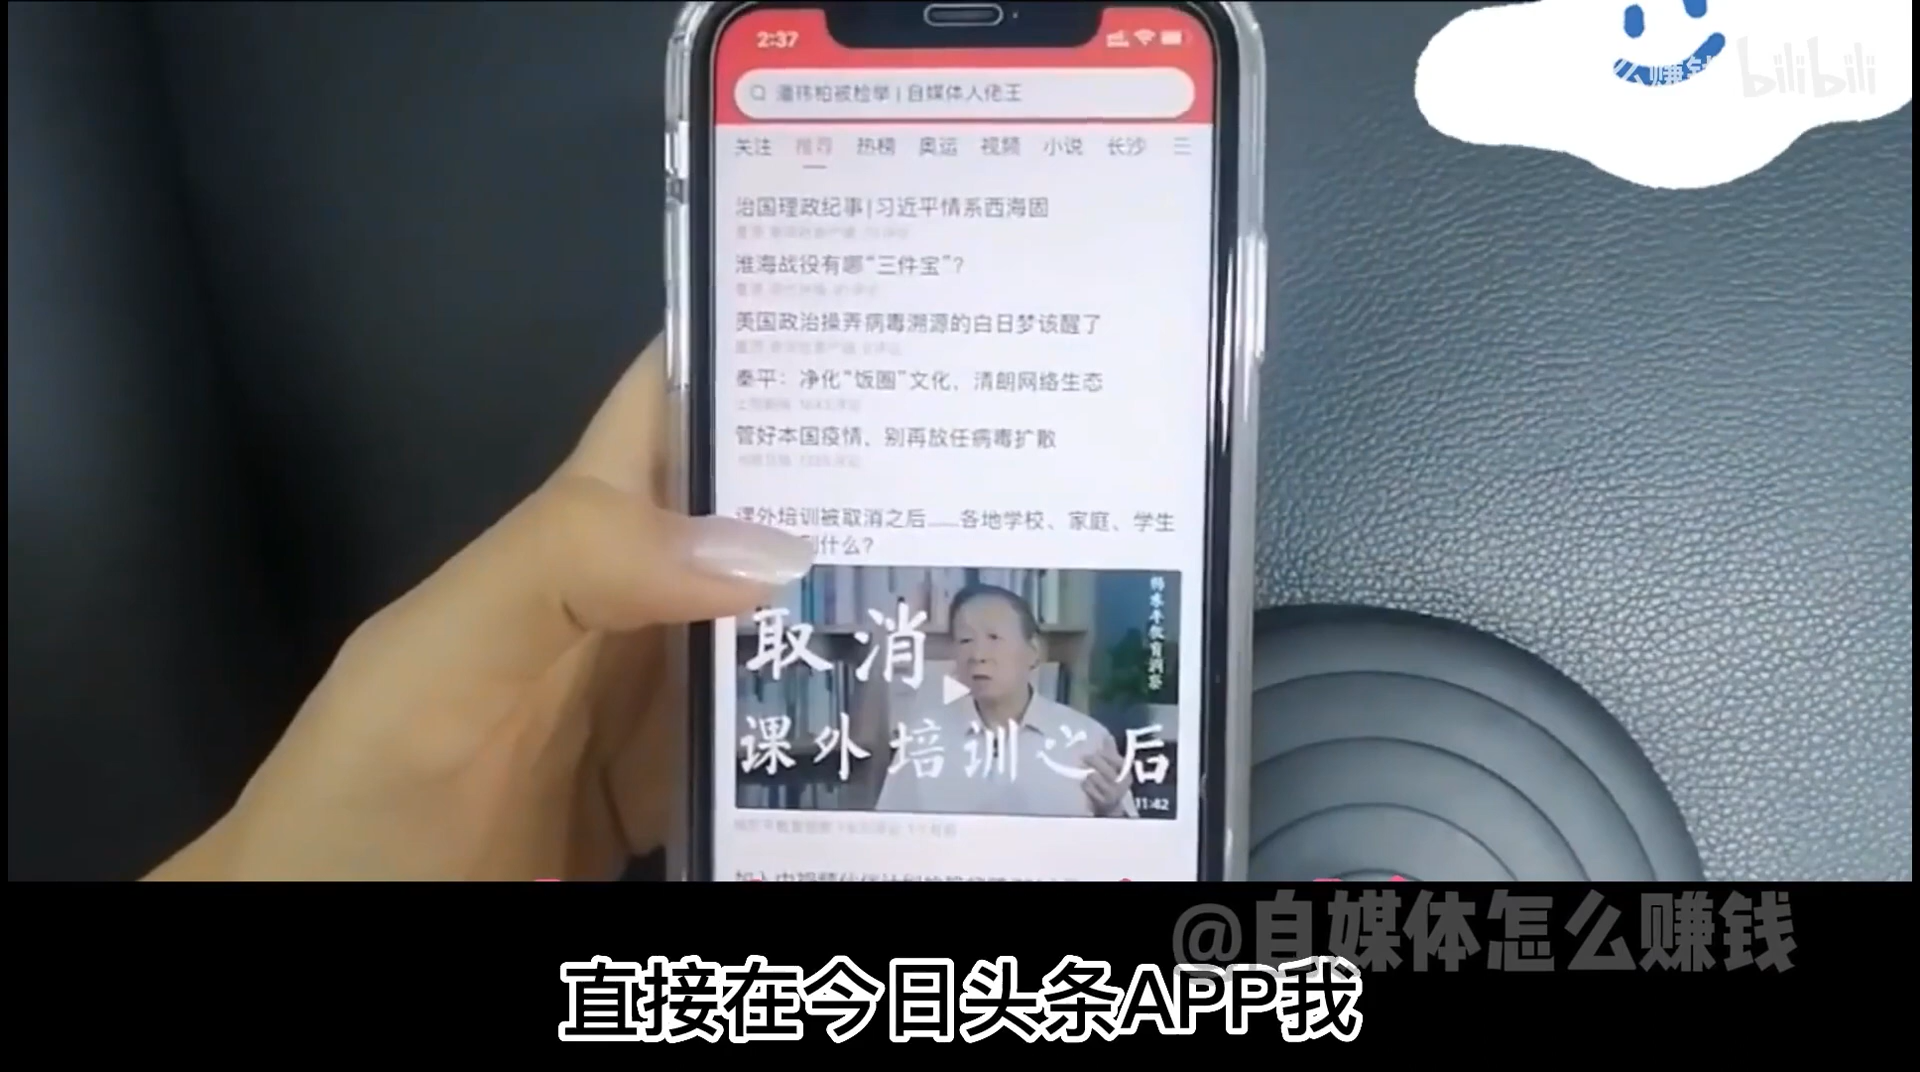 2:37
潘玮柏被检举 | 自媒体人佬王
么赚钱
bilibili
关注 推荐 热榜 奥运 视频 小说 长沙
治国理政纪事|习近平情系西海固
淮海战役有哪“三件宝”?
美国政治操弄病毒溯源的白日梦该醒了
秦平：净化“饭圈”文化，清朗网络生态
管好本国疫情、别再放任病毒扩散
课外培训被取消之后……各地学校、家庭、学生
到什么？
取消
课外培训之后
11:42
@自媒体怎么赚钱
直接在今日头条APP我